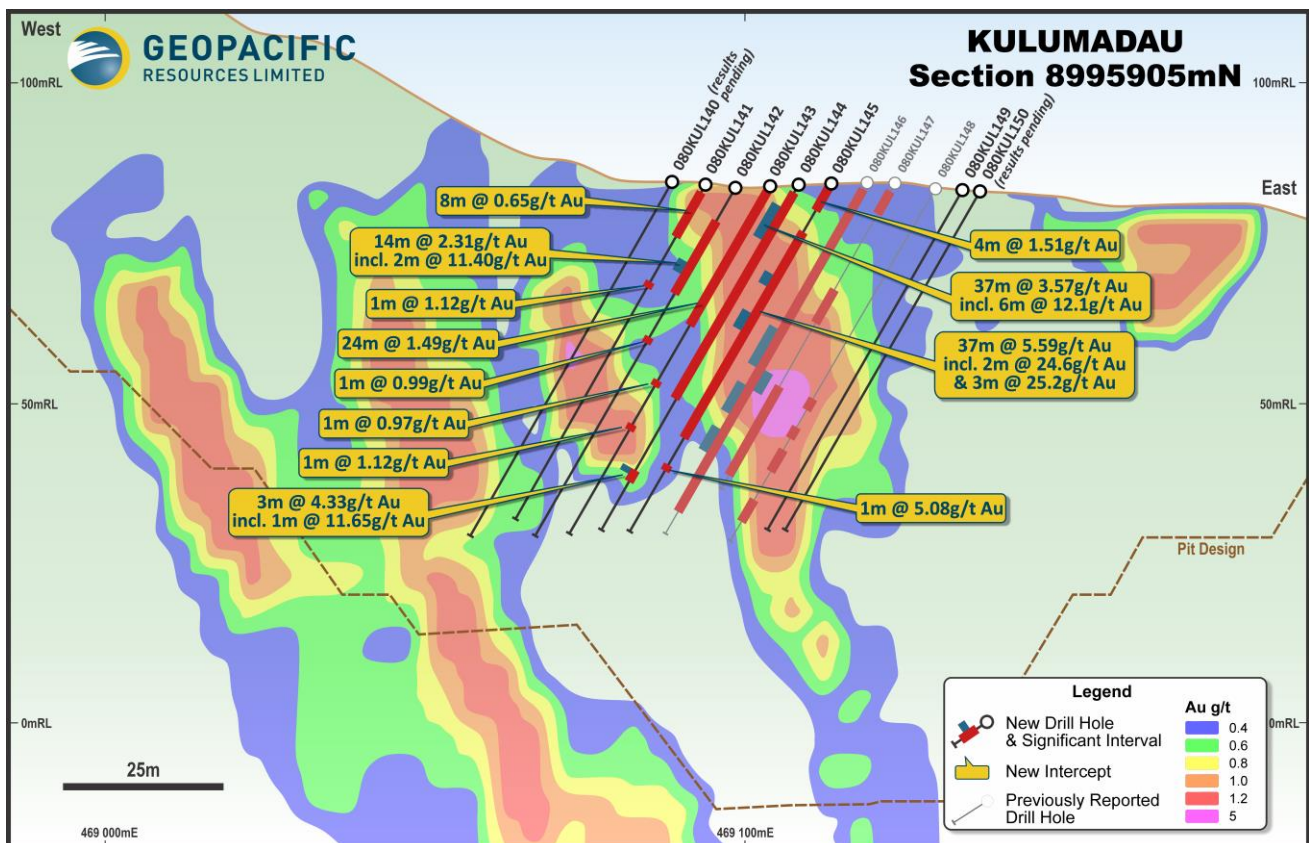 West
GEOPACIFIC
RESOURCES LIMITED
KULUMADAU
Section 8995905mN
100mRL
100mRL
080KUL140 (results pending)
080KUL141
080KUL142
080KUL143
080KUL144
080KUL145
080KUL146
080KUL147
080KUL148
080KUL149
080KUL150 (results pending)
East
8m @ 0.65g/t Au
14m @ 2.31g/t Au
incl. 2m @ 11.40g/t Au
1m @ 1.12g/t Au
24m @ 1.49g/t Au
1m @ 0.99g/t Au
1m @ 0.97g/t Au
1m @ 1.12g/t Au
3m @ 4.33g/t Au
incl. 1m @ 11.65g/t Au
4m @ 1.51g/t Au
37m @ 3.57g/t Au
incl. 6m @ 12.1g/t Au
37m @ 5.59g/t Au
incl. 2m @ 24.6g/t Au
& 3m @ 25.2g/t Au
1m @ 5.08g/t Au
50mRL
50mRL
Pit Design
0mRL
0mRL
25m
469 000mE
469 100mE
Legend
New Drill Hole
& Significant Interval
New Intercept
Previously Reported
Drill Hole
Au g/t
0.4
0.6
0.8
1.0
1.2
5